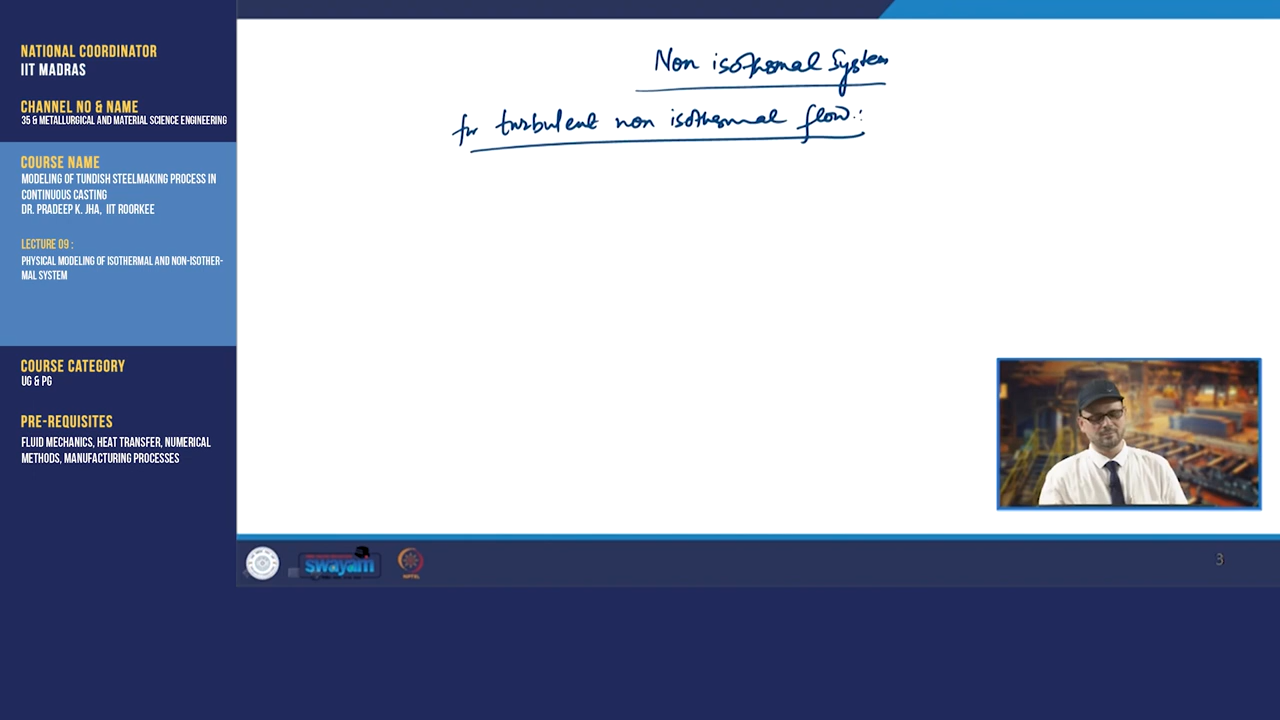 NATIONAL COORDINATOR
IIT MADRAS
CHANNEL NO & NAME
35 & METALLURGICAL AND MATERIAL SCIENCE ENGINEERING
COURSE NAME
MODELING OF TUNDISH STEELMAKING PROCESS IN
CONTINUOUS CASTING
DR. PRADEEP K. JHA, IIT ROORKEE
LECTURE 09 :
PHYSICAL MODELING OF ISOTHERMAL AND NON-ISOTHER-
MAL SYSTEM
COURSE CATEGORY
UG & PG
PRE-REQUISITES
FLUID MECHANICS, HEAT TRANSFER, NUMERICAL
METHODS, MANUFACTURING PROCESSES
Non isothermal System
for turbulent non isothermal flow:
swayam
3